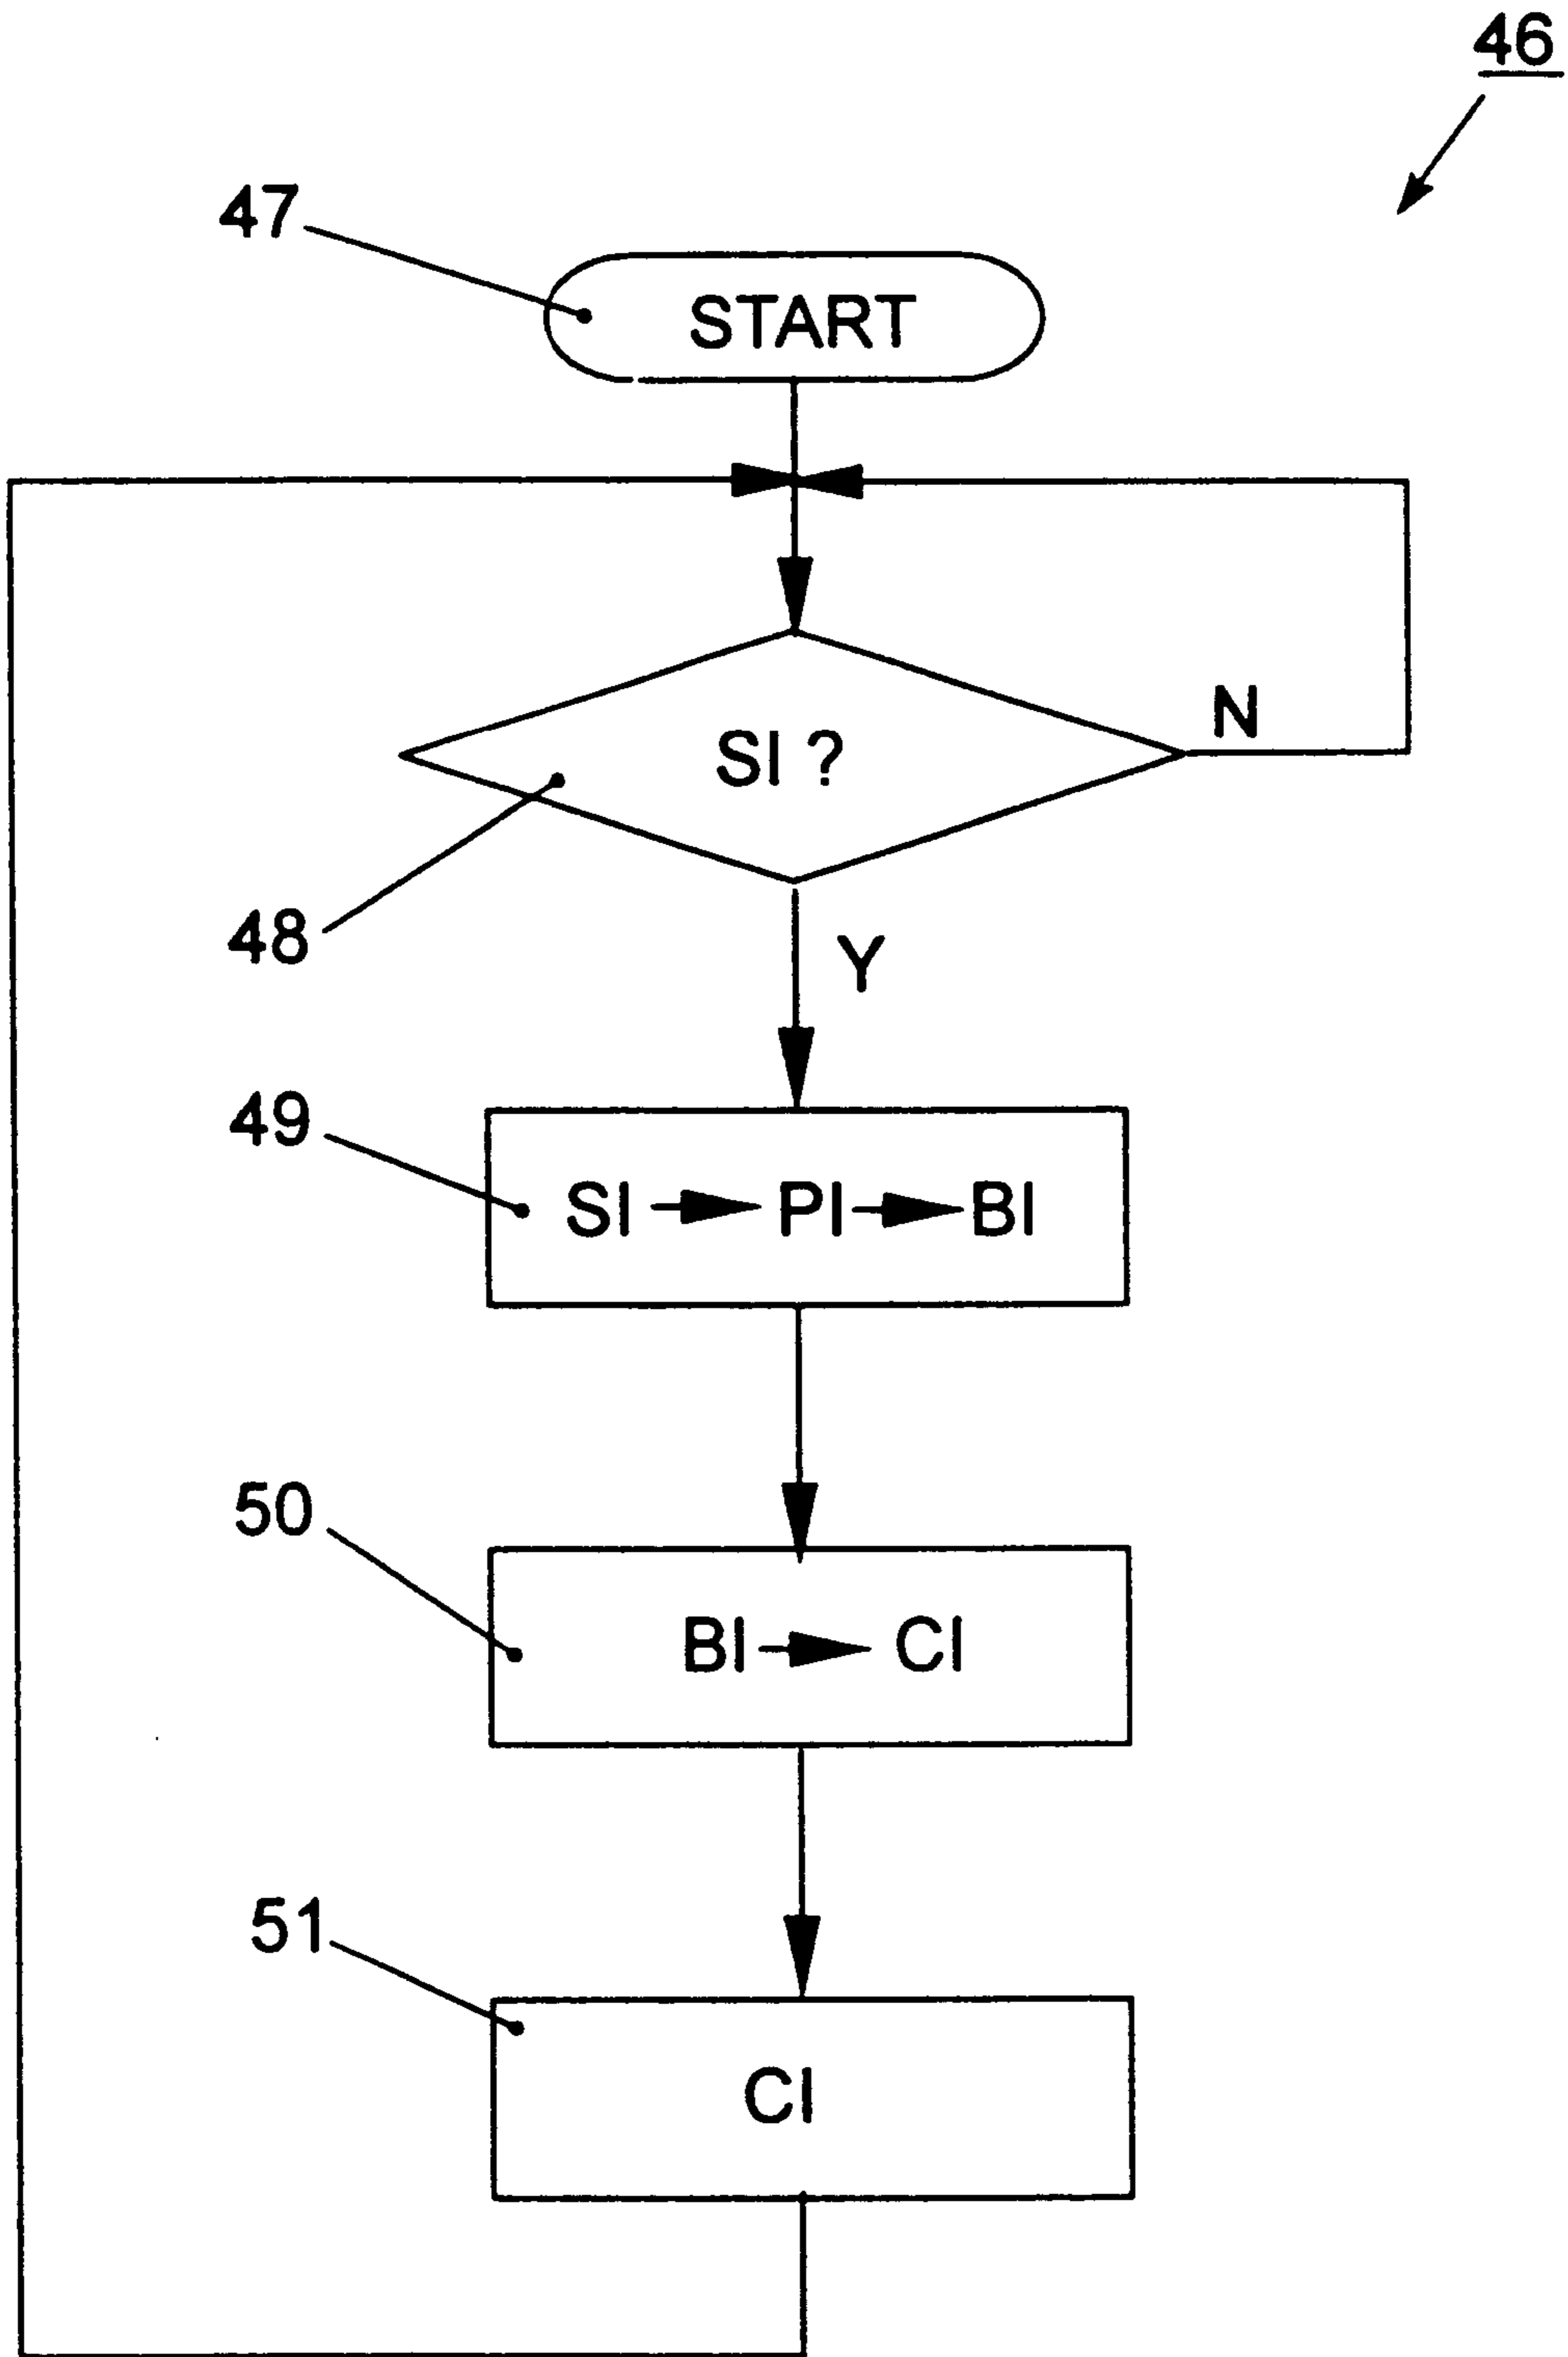 46
47
START
SI ?
N
48
Y
49
SI → PI → BI
50
BI → CI
51
CI